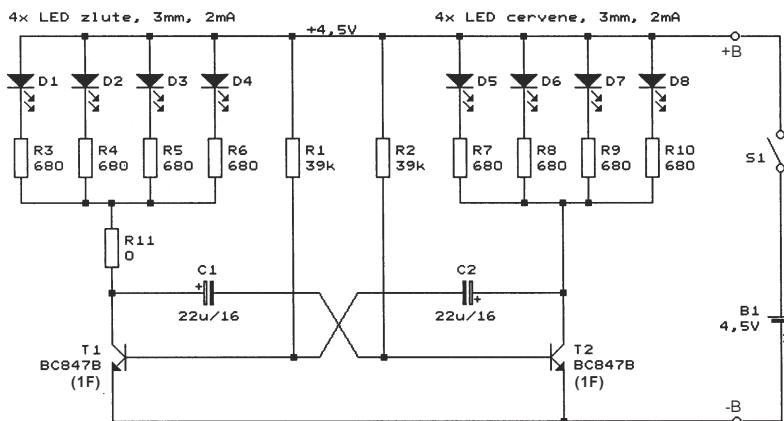 4x LED zlute, 3mm, 2mA
4x LED cervene, 3mm, 2mA
+4,5V
+B
D1
D2
D3
D4
D5
D6
D7
D8
R3
680
R4
680
R5
680
R6
680
R1
39k
R2
39k
R7
680
R8
680
R9
680
R10
680
S1
R11
0
C1
+
22u/16
C2
+
22u/16
B1
4,5V
T1
BC847B
(1F)
T2
BC847B
(1F)
-B